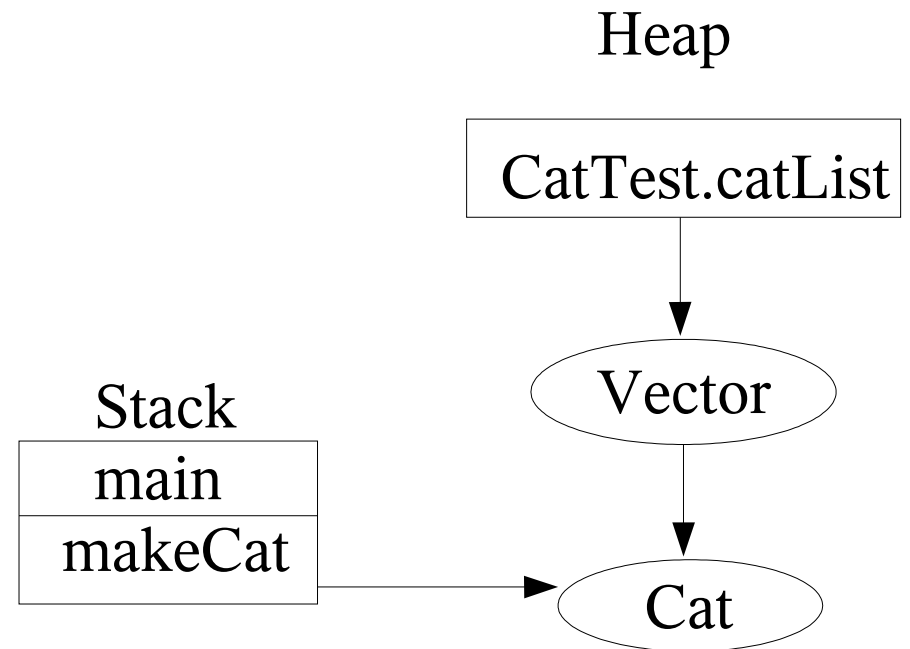 Heap
CatTest.catList
Vector
Stack
main
makeCat
Cat